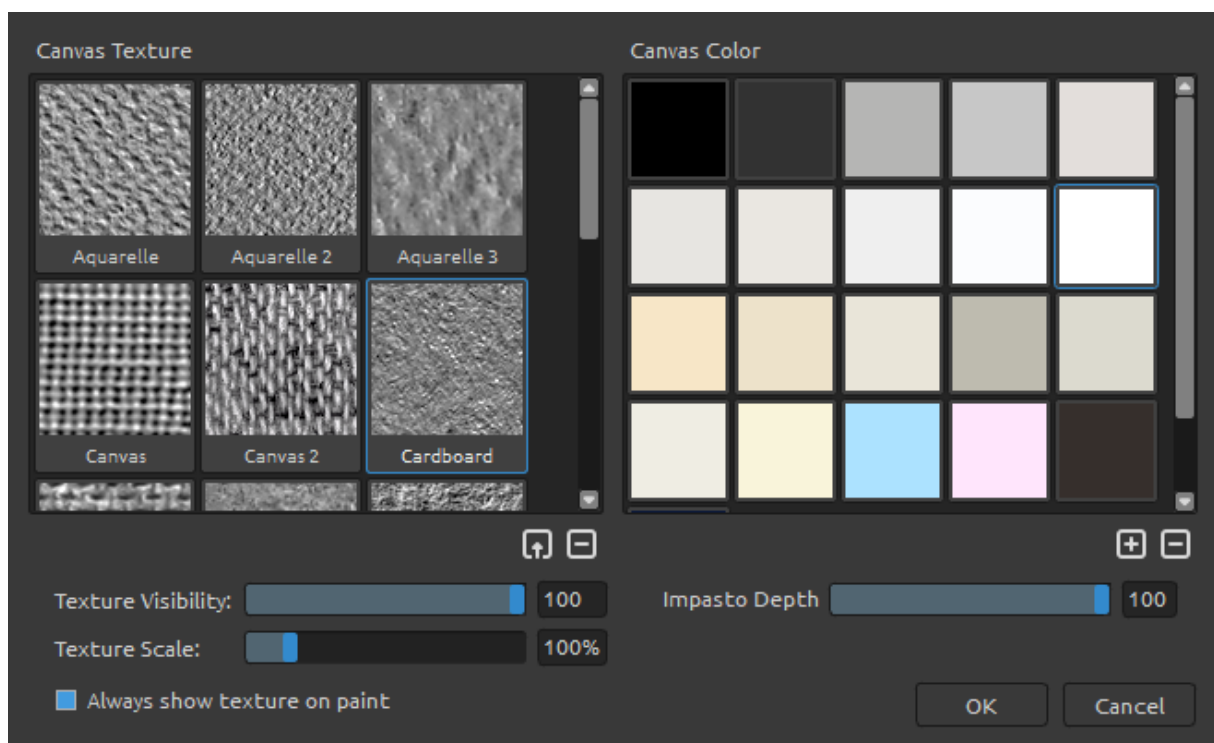 Canvas Texture
Canvas Color
Aquarelle
Aquarelle 2
Aquarelle 3
Canvas
Canvas 2
Cardboard
Texture Visibility: 100
Impasto Depth 100
Texture Scale: 100%
Always show texture on paint
OK
Cancel